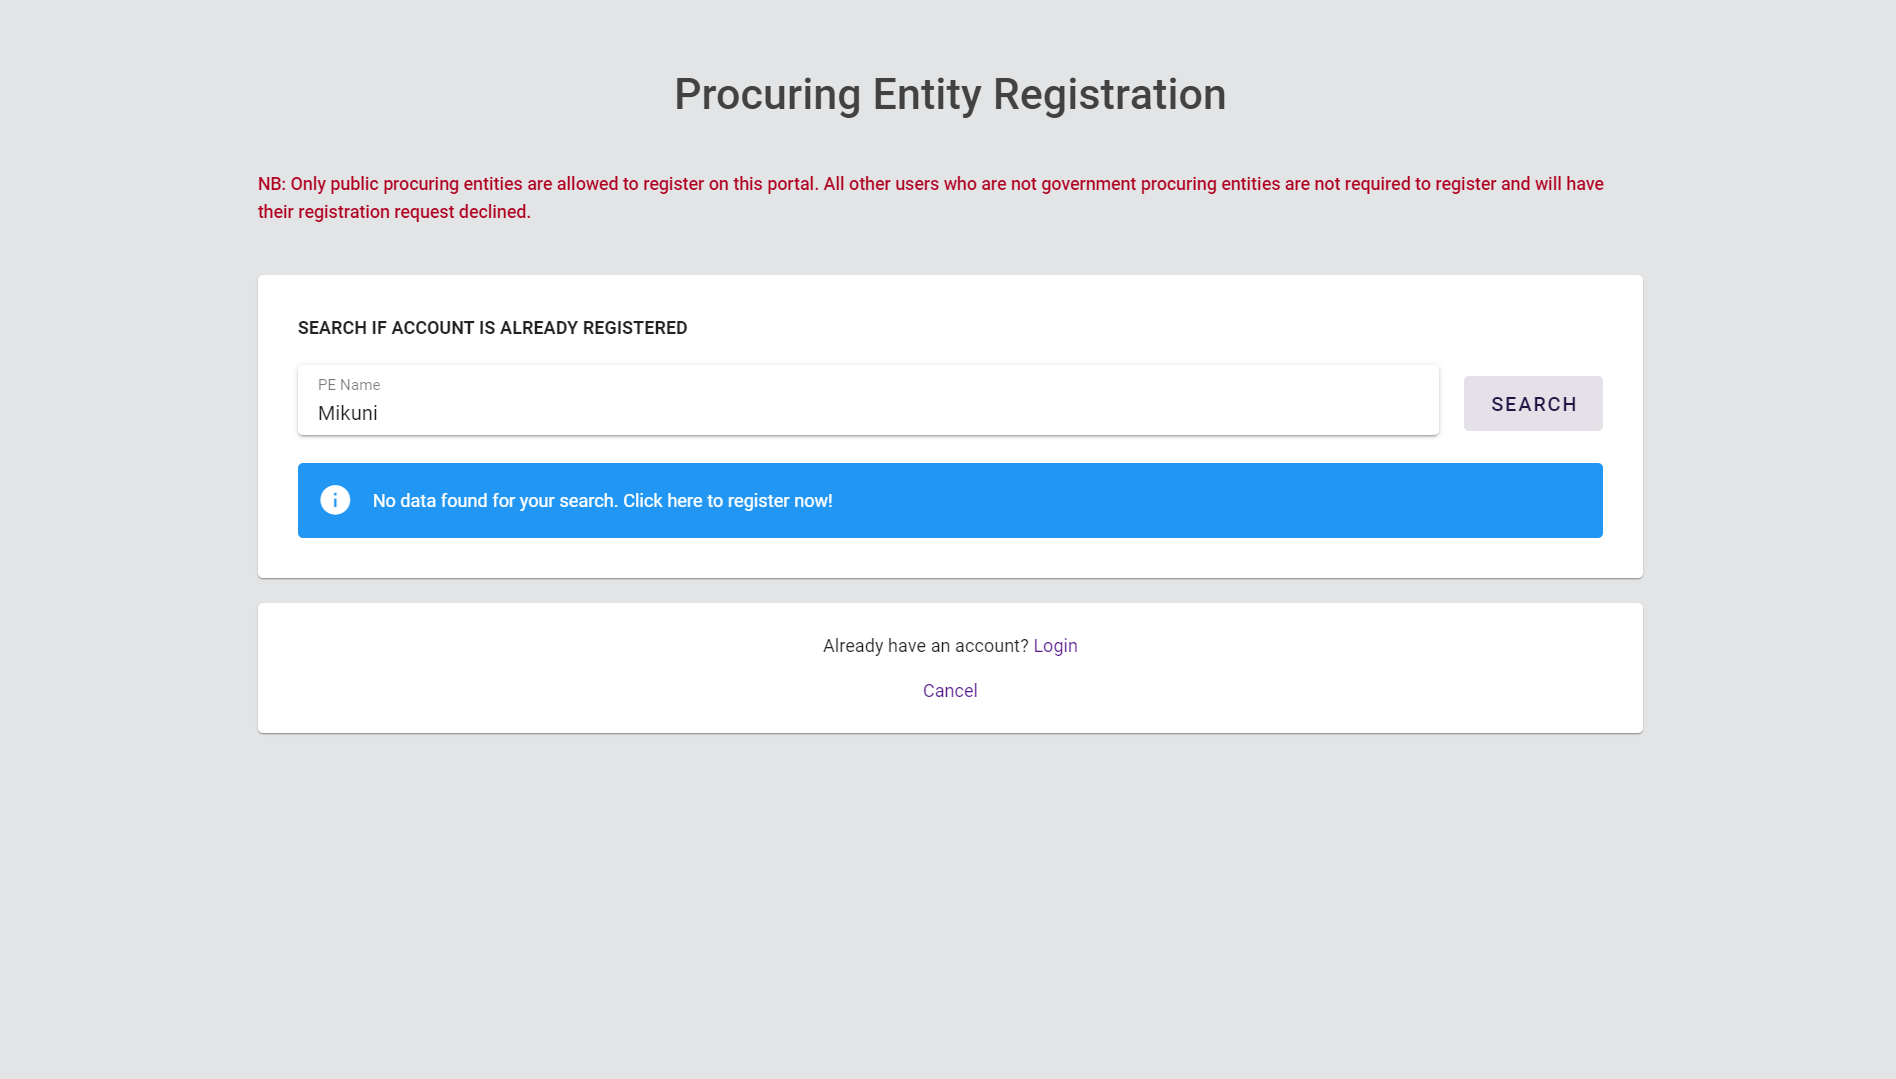 Procuring Entity Registration
NB: Only public procuring entities are allowed to register on this portal. All other users who are not government procuring entities are not required to register and will have
their registration request declined.
SEARCH IF ACCOUNT IS ALREADY REGISTERED
PE Name
Mikuni
SEARCH
No data found for your search. Click here to register now!
Already have an account? Login
Cancel